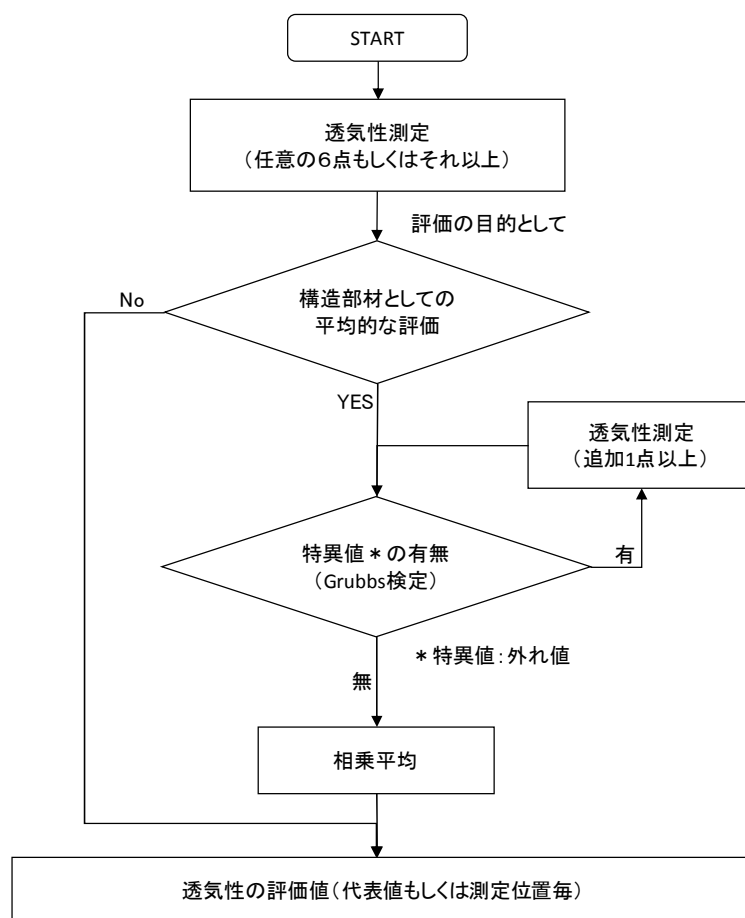 START
透気性測定
（任意の６点もしくはそれ以上）
評価の目的として
No
構造部材としての
平均的な評価
YES
透気性測定
（追加1点以上）
特異値＊の有無
（Grubbs検定）
有
＊特異値：外れ値
無
相乗平均
透気性の評価値（代表値もしくは測定位置毎）